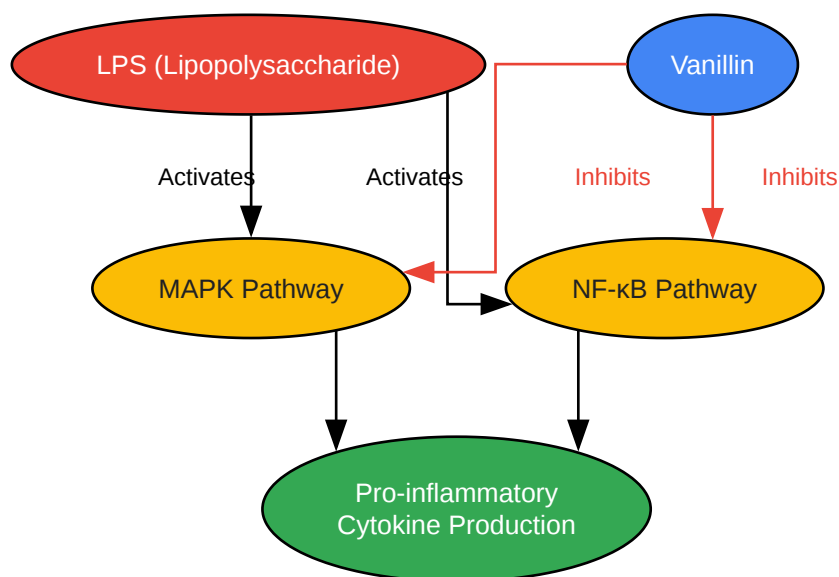 LPS (Lipopolysaccharide)
Vanillin
Activates
Activates
Inhibits
Inhibits
MAPK Pathway
NF-κB Pathway
Pro-inflammatory
Cytokine Production